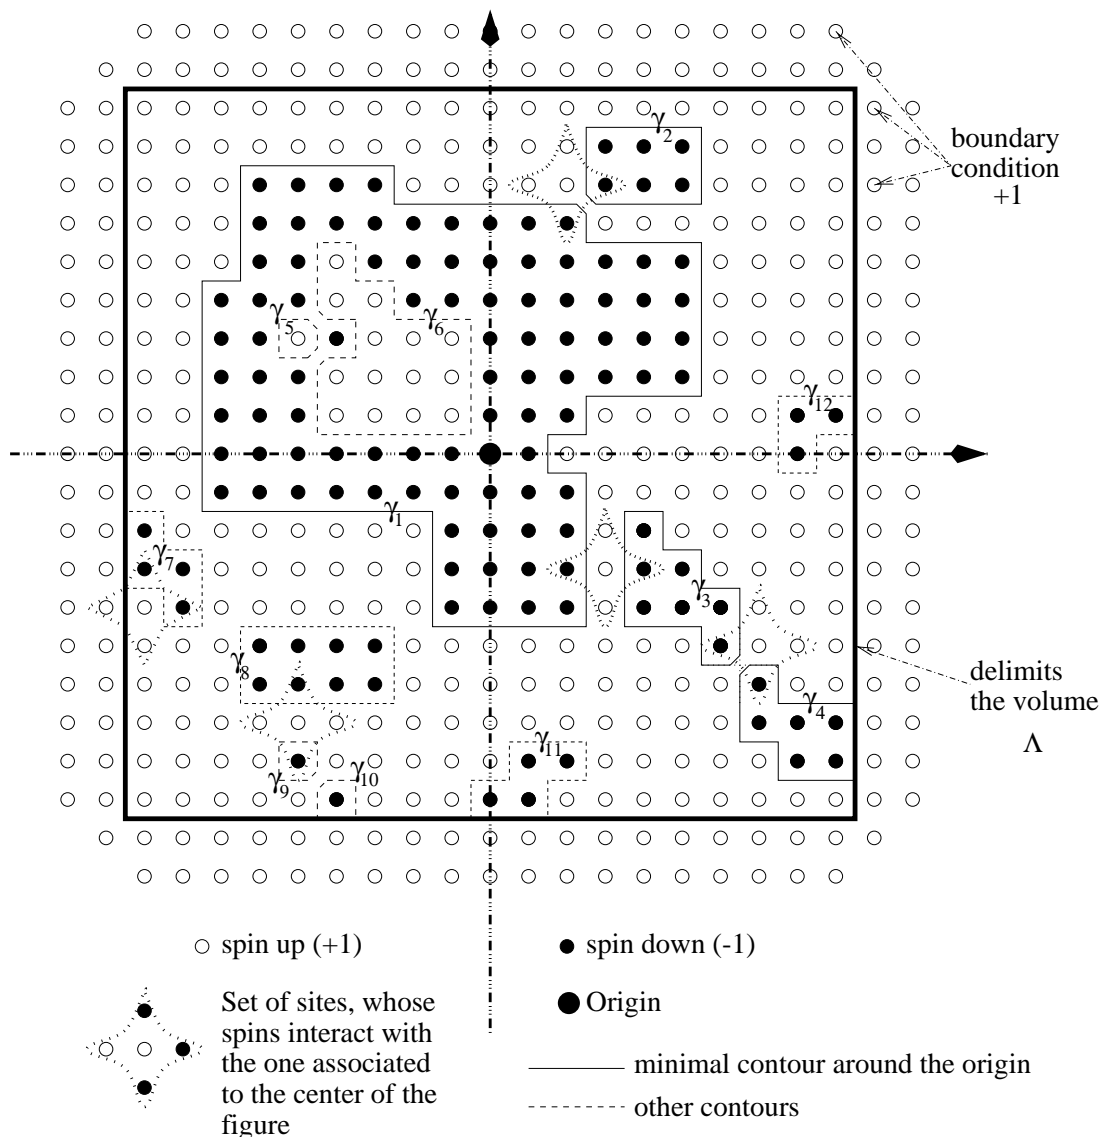 γ2
boundary
condition
+1
γ5
γ6
γ12
γ1
γ7
γ3
γ8
delimits
the volume
Λ
γ4
γ11
γ9
γ10
spin up (+1)
spin down (-1)
Set of sites, whose
spins interact with
the one associated
to the center of the
figure
Origin
minimal contour around the origin
other contours